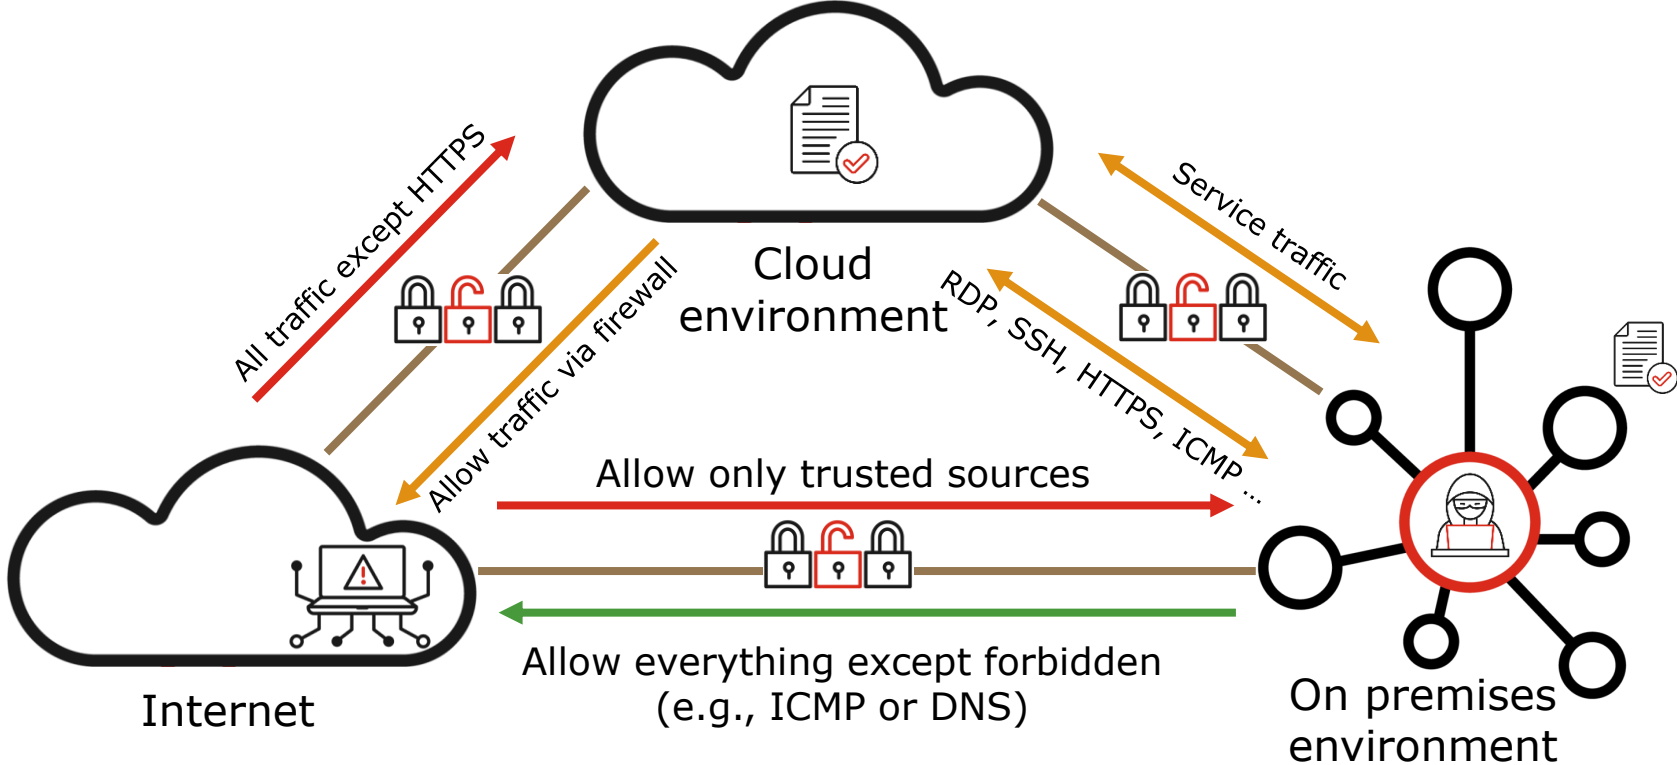 All traffic except HTTPS
Service traffic
Cloud
environment
Allow traffic via firewall
RDP, SSH, HTTPS, ICMP ...
Allow only trusted sources
!
Allow everything except forbidden
(e.g., ICMP or DNS)
Internet
On premises
environment